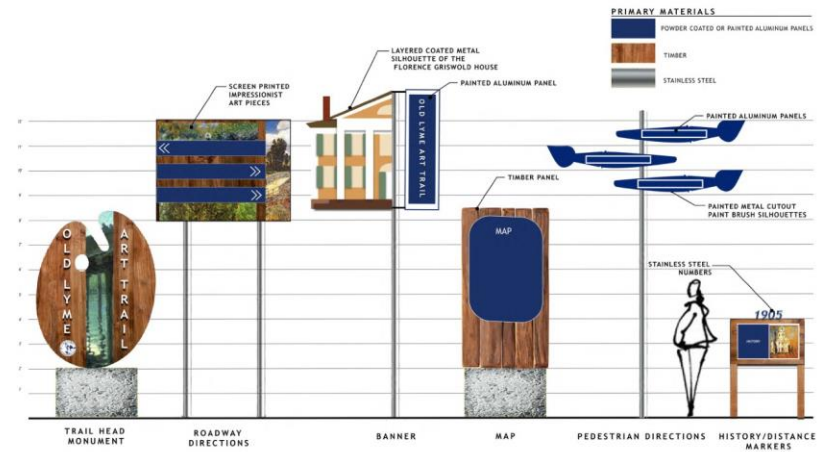 PRIMARY MATERIALS
POWDER COATED OR PAINTED ALUMINUM PANELS
TIMBER
STAINLESS STEEL
LAYERED COATED METAL
SILHOUETTE OF THE
FLORENCE GRISWOLD HOUSE
SCREEN PRINTED
IMPRESSIONIST
ART PIECES
PAINTED ALUMINUM PANEL
OLD LYME ART TRAIL
PAINTED ALUMINUM PANELS
TIMBER PANEL
PAINTED METAL CUTOUT
PAINT BRUSH SILHOUETTES
MAP
OLD LYME
ART TRAIL
STAINLESS STEEL
NUMBERS
1905
HISTORY
TRAIL HEAD
MONUMENT
ROADWAY
DIRECTIONS
BANNER
MAP
PEDESTRIAN DIRECTIONS
HISTORY/DISTANCE
MARKERS